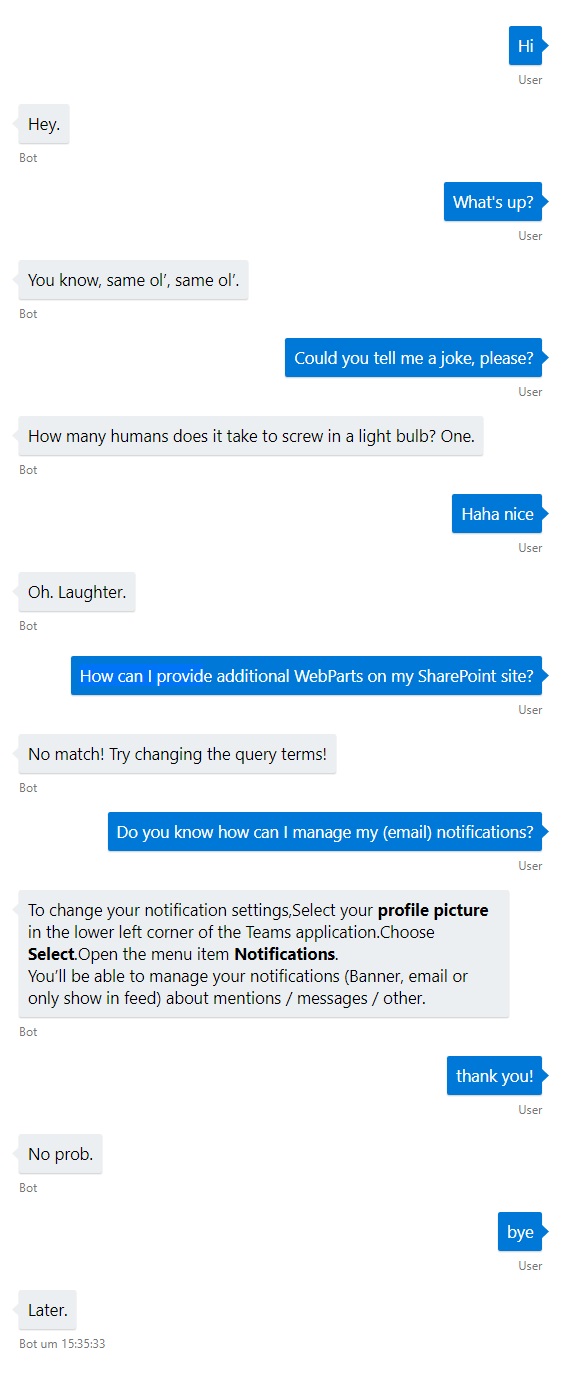 Hi
User
Hey.
Bot
What's up?
User
You know, same ol’, same ol’.
Bot
Could you tell me a joke, please?
User
How many humans does it take to screw in a light bulb? One.
Bot
Haha nice
User
Oh. Laughter.
Bot
How can I provide additional WebParts on my SharePoint site?
User
No match! Try changing the query terms!
Bot
Do you know how can I manage my (email) notifications?
User
To change your notification settings,Select your profile picture
in the lower left corner of the Teams application.Choose
Select.Open the menu item Notifications.
You’ll be able to manage your notifications (Banner, email or
only show in feed) about mentions / messages / other.
Bot
thank you!
User
No prob.
Bot
bye
User
Later.
Bot um 15:35:33